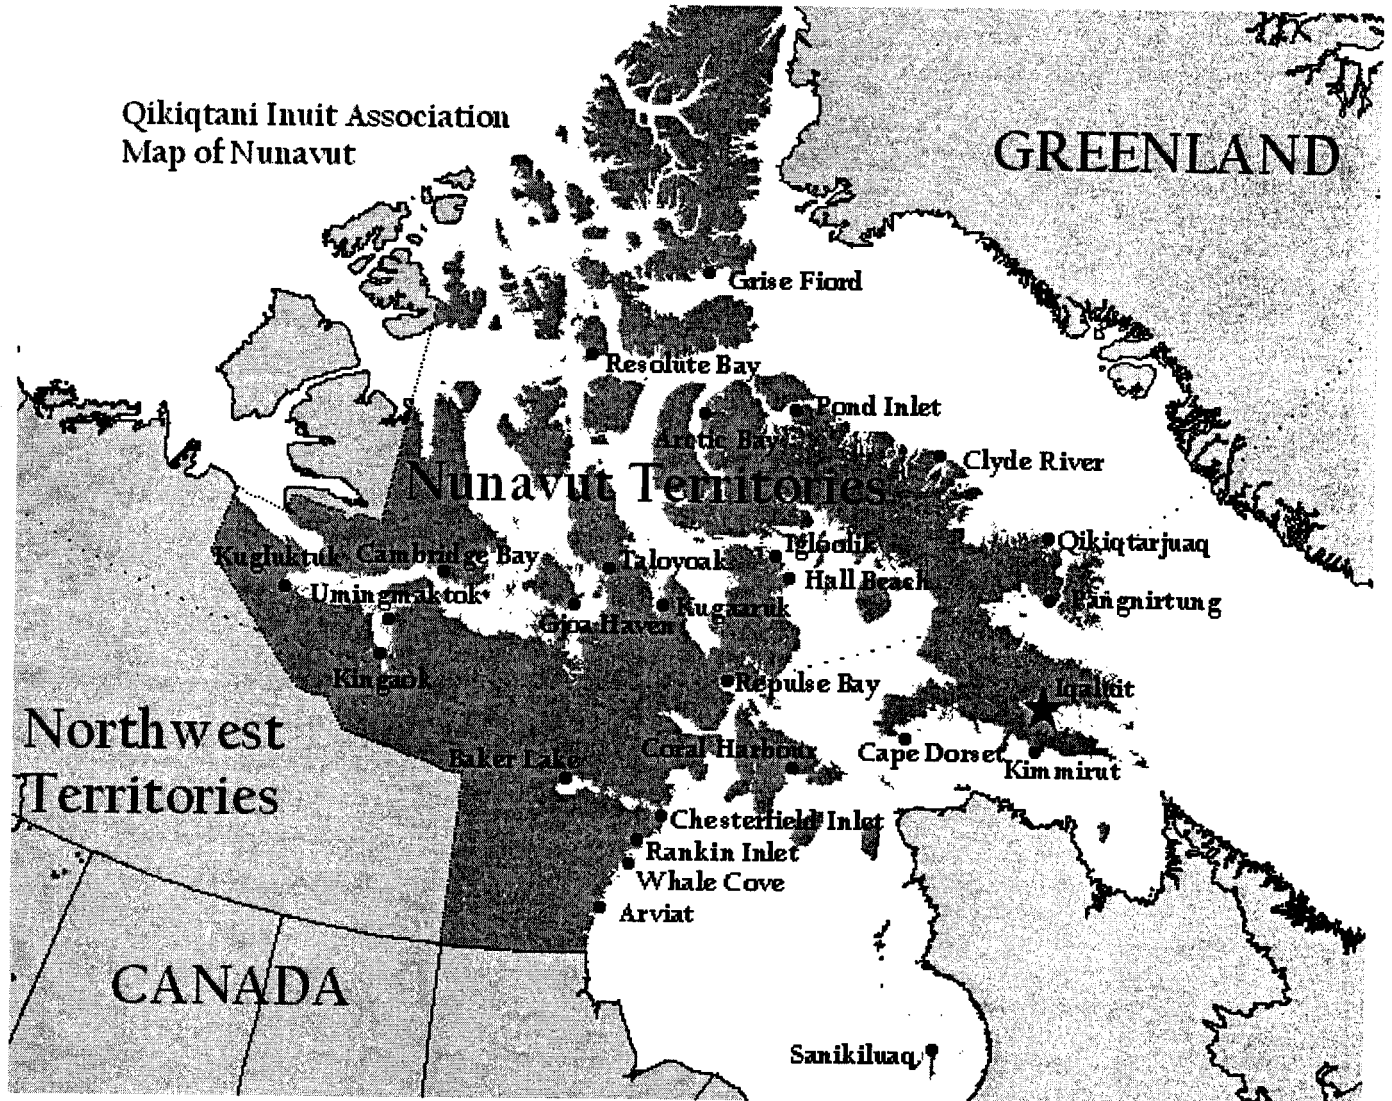 Qikiqtani Inuit Association
Map of Nunavut
GREENLAND
Grise Fiord
Resolute Bay
Pond Inlet
Arctic Bay
Clyde River
Nunavut Territories
Igloolik
Qikiqtarjuaq
Kugluktuk
Cambridge Bay
Taloyoak
Hall Beach
Umingmaktok
Gjoa Haven
Kugaaruk
Pangnirtung
Kingaok
Repulse Bay
Iqaluit
Northwest
Territories
Baker Lake
Coral Harbour
Cape Dorset
Kimmirut
Chesterfield Inlet
Rankin Inlet
Whale Cove
Arviat
CANADA
Sanikiluaq